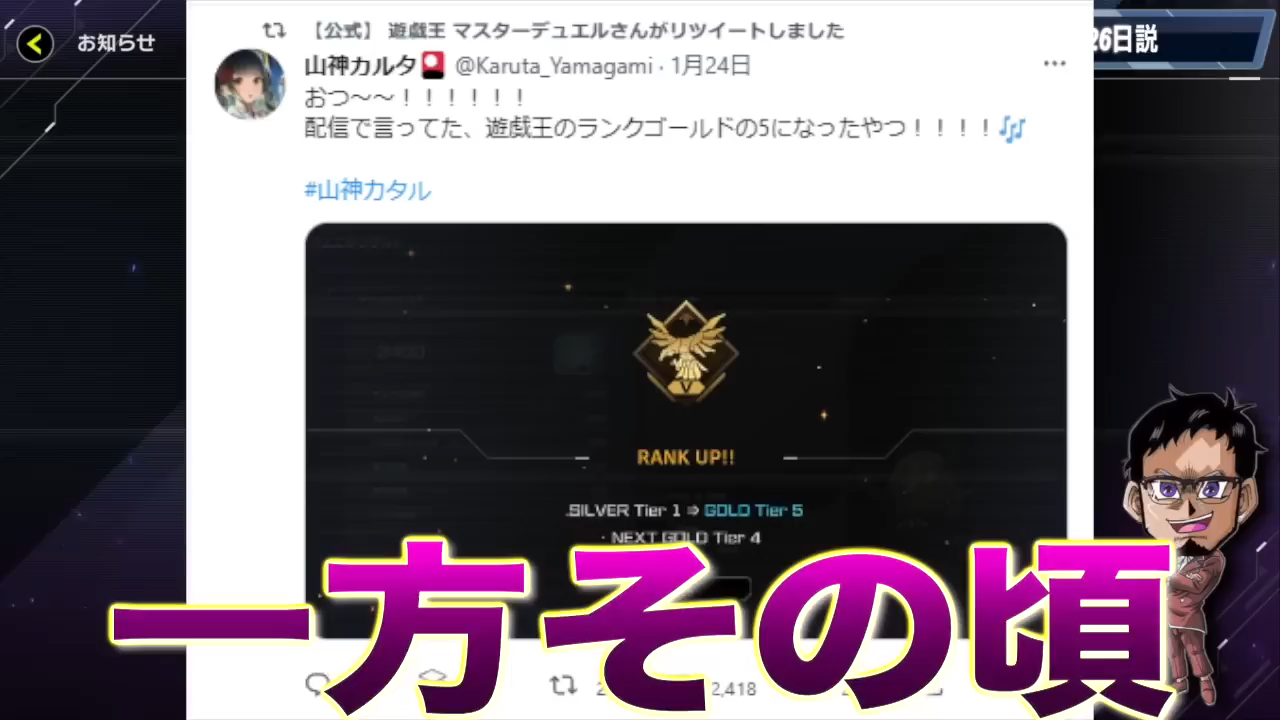 お知らせ
26日説
【公式】 遊戯王 マスターデュエルさんがリツイートしました
山神カルタ🎴 @Karuta_Yamagami · 1月24日
おつ～～！！！！！！
配信で言ってた、遊戯王のランクゴールドの5になったやつ！！！！🎶
#山神カタル
RANK UP!!
SILVER Tier 1 ⇒ GOLD Tier 5
· NEXT GOLD Tier 4
一方その頃
2,418